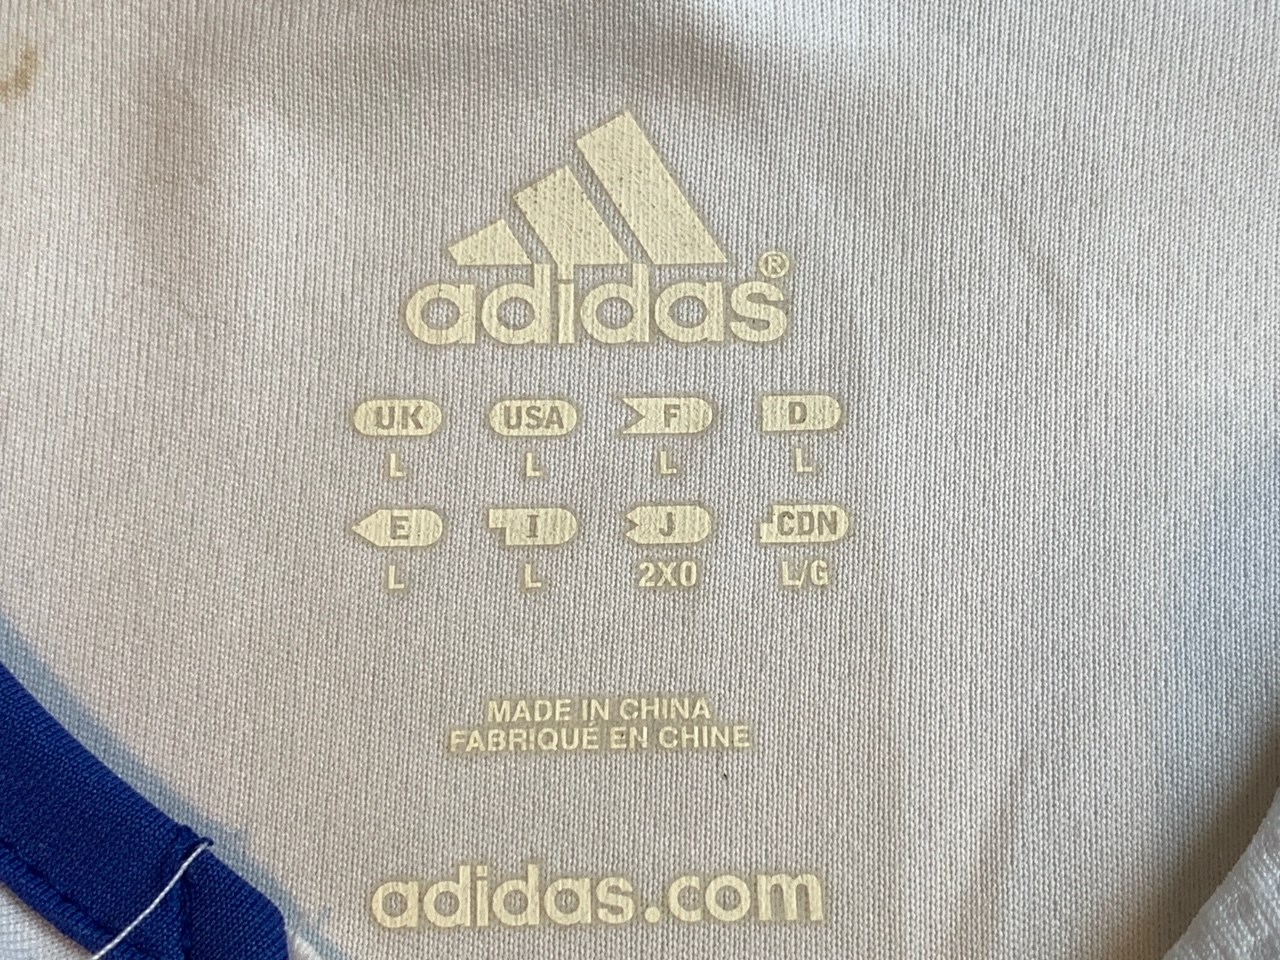 adidas®
UK USA F D
L L L L
E I J CDN
L L 2XO L/G
MADE IN CHINA
FABRIQUÉ EN CHINE
adidas.com